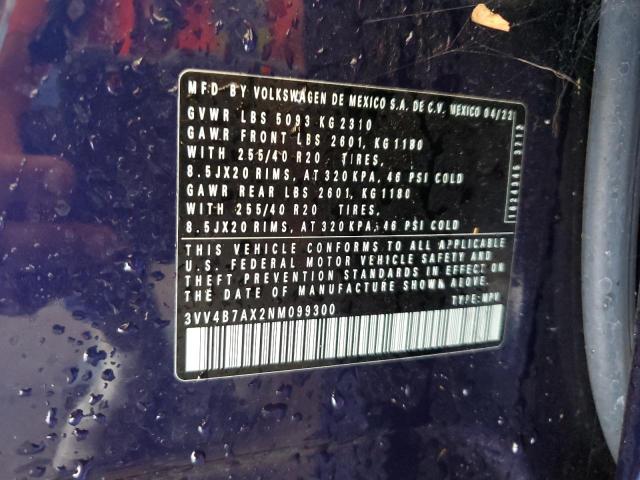 MFD BY VOLKSWAGEN DE MEXICO S.A. DE C.V. MEXICO 04/22
GVWR LBS 5093 KG 2310
GAWR FRONT LBS 2601, KG 1180
WITH 255/40 R20 TIRES,
8.5JX20 RIMS, AT 320 KPA, 46 PSI COLD
GAWR REAR LBS 2601, KG 1180
WITH 255/40 R20 TIRES,
8.5JX20 RIMS, AT 320 KPA, 46 PSI COLD
THIS VEHICLE CONFORMS TO ALL APPLICABLE
U.S. FEDERAL MOTOR VEHICLE SAFETY AND
THEFT PREVENTION STANDARDS IN EFFECT ON
THE DATE OF MANUFACTURE SHOWN ABOVE.
3VV4B7AX2NM099300 TYPE:MPV